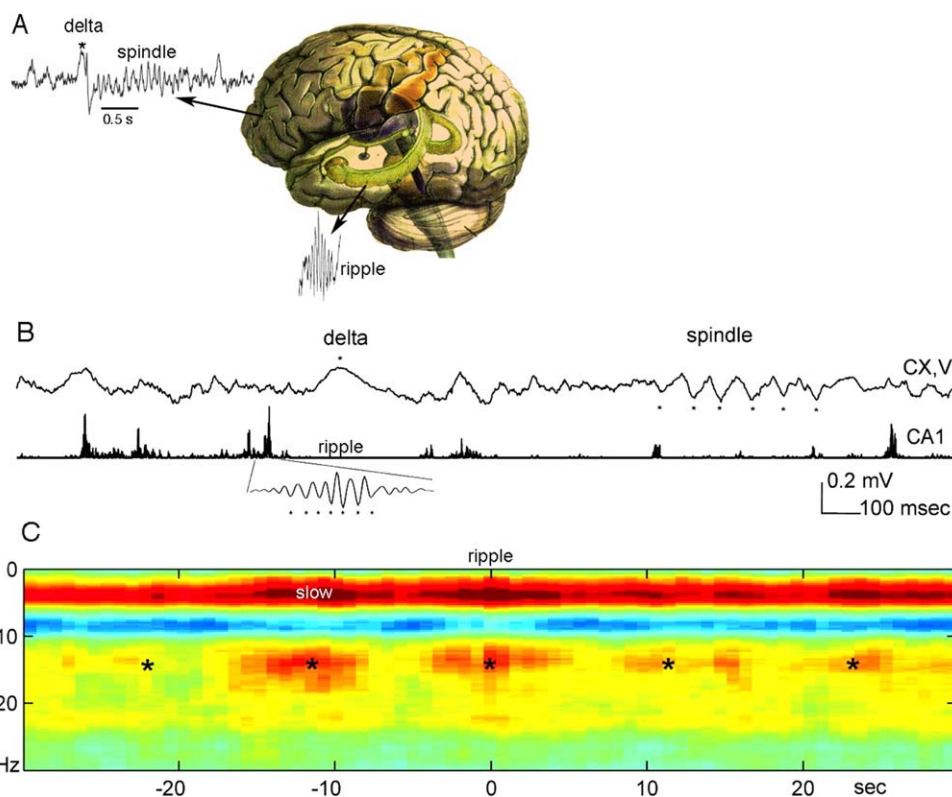 A
delta
*
spindle
0.5 s
ripple
B
delta
spindle
*
CX,V
* * * * * *
CA1
ripple
0.2 mV
100 msec
C
ripple
0
slow
10
* * * * *
20
Hz
-20 -10 0 10 20 sec